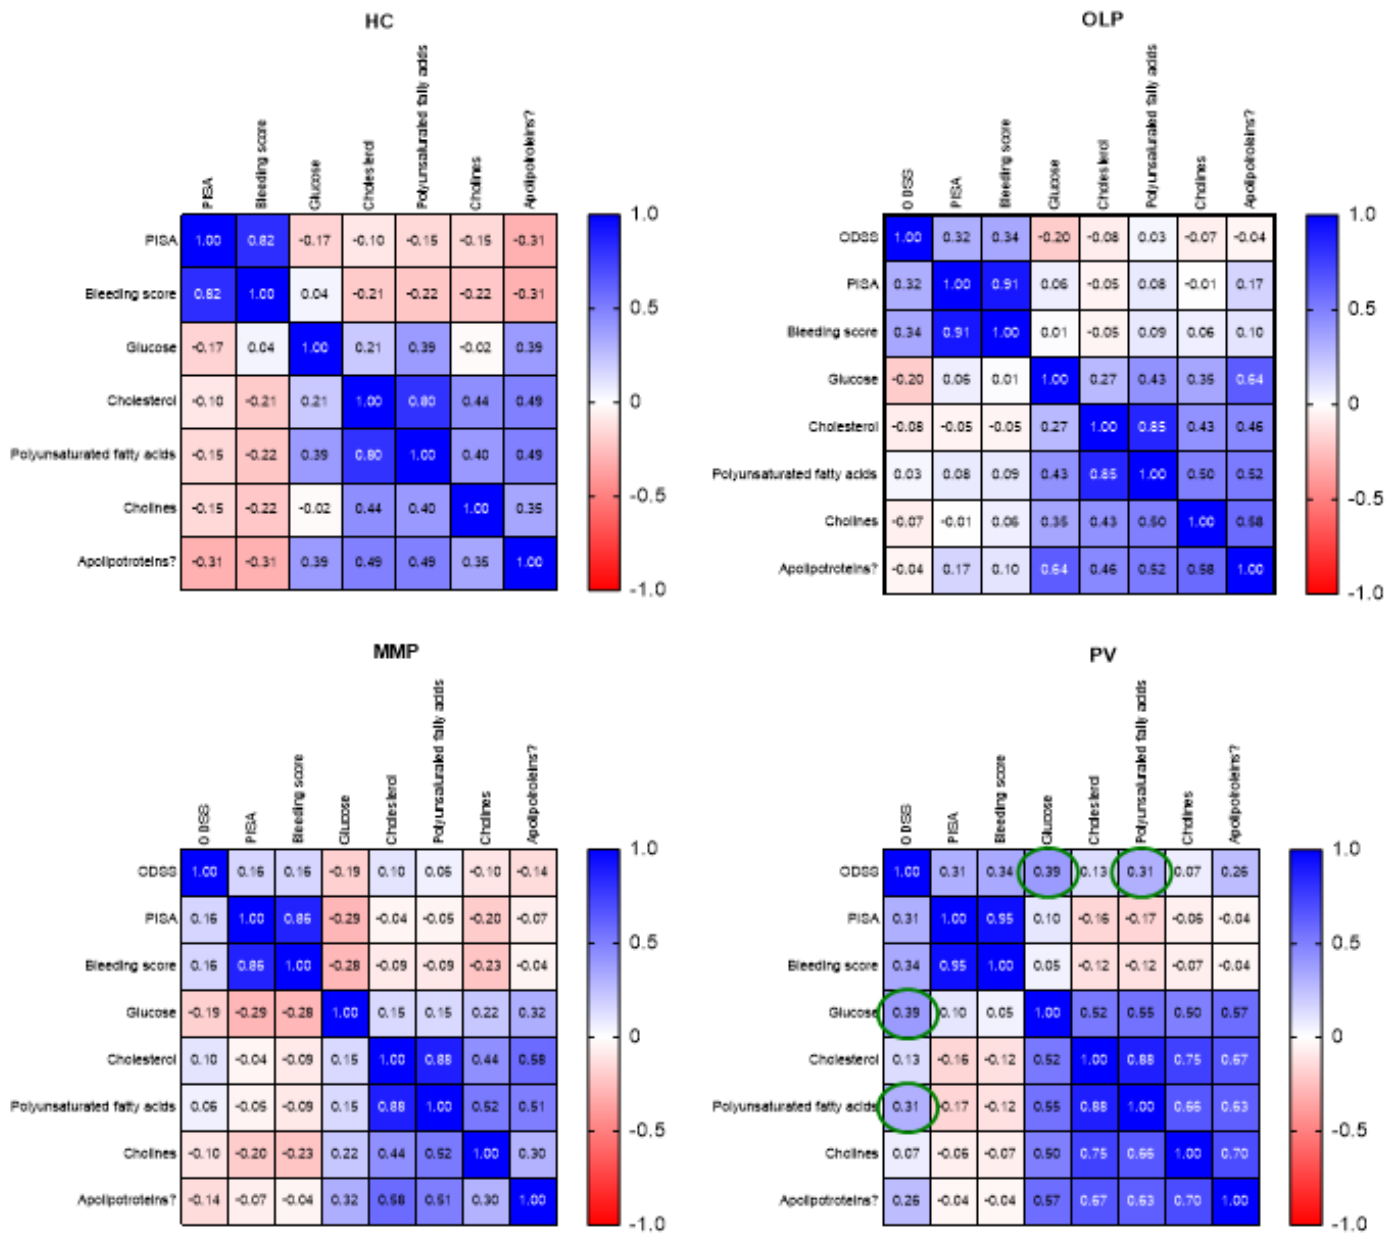 HC
PISA Bleeding score Glucose Cholesterol Polyunsaturated fatty acids Cholines Apolipotroteins?
PISA 1.00 0.82 -0.17 -0.10 -0.15 -0.15 -0.31
Bleeding score 0.82 1.00 0.04 -0.21 -0.22 -0.22 -0.31
Glucose -0.17 0.04 1.00 0.21 0.39 -0.02 0.39
Cholesterol -0.10 -0.21 0.21 1.00 0.80 0.44 0.49
Polyunsaturated fatty acids -0.15 -0.22 0.39 0.80 1.00 0.40 0.49
Cholines -0.15 -0.22 -0.02 0.44 0.40 1.00 0.35
Apolipotroteins? -0.31 -0.31 0.39 0.49 0.49 0.35 1.00
1.0
0.5
0
-0.5
-1.0
OLP
ODSS PISA Bleeding score Glucose Cholesterol Polyunsaturated fatty acids Cholines Apolipotroteins?
ODSS 1.00 0.32 0.34 -0.20 -0.08 0.03 -0.07 -0.04
PISA 0.32 1.00 0.91 0.06 -0.05 0.08 -0.01 0.17
Bleeding score 0.34 0.91 1.00 0.01 -0.05 0.09 0.06 0.10
Glucose -0.20 0.06 0.01 1.00 0.27 0.43 0.35 0.64
Cholesterol -0.08 -0.05 -0.05 0.27 1.00 0.85 0.43 0.46
Polyunsaturated fatty acids 0.03 0.08 0.09 0.43 0.85 1.00 0.50 0.52
Cholines -0.07 -0.01 0.06 0.35 0.43 0.50 1.00 0.58
Apolipotroteins? -0.04 0.17 0.10 0.64 0.46 0.52 0.58 1.00
1.0
0.5
0
-0.5
-1.0
MMP
ODSS PISA Bleeding score Glucose Cholesterol Polyunsaturated fatty acids Cholines Apolipotroteins?
ODSS 1.00 0.16 0.16 -0.19 0.10 0.06 -0.10 -0.14
PISA 0.16 1.00 0.86 -0.29 -0.04 -0.05 -0.20 -0.07
Bleeding score 0.16 0.86 1.00 -0.28 -0.09 -0.09 -0.23 -0.04
Glucose -0.19 -0.29 -0.28 1.00 0.15 0.15 0.22 0.32
Cholesterol 0.10 -0.04 -0.09 0.15 1.00 0.88 0.44 0.58
Polyunsaturated fatty acids 0.06 -0.05 -0.09 0.15 0.88 1.00 0.52 0.51
Cholines -0.10 -0.20 -0.23 0.22 0.44 0.52 1.00 0.30
Apolipotroteins? -0.14 -0.07 -0.04 0.32 0.58 0.51 0.30 1.00
1.0
0.5
0
-0.5
-1.0
PV
ODSS PISA Bleeding score Glucose Cholesterol Polyunsaturated fatty acids Cholines Apolipotroteins?
ODSS 1.00 0.31 0.34 0.39 0.13 0.31 0.07 0.26
PISA 0.31 1.00 0.95 0.10 -0.16 -0.17 -0.06 -0.04
Bleeding score 0.34 0.95 1.00 0.05 -0.12 -0.12 -0.07 -0.04
Glucose 0.39 0.10 0.05 1.00 0.52 0.55 0.50 0.57
Cholesterol 0.13 -0.16 -0.12 0.52 1.00 0.88 0.75 0.67
Polyunsaturated fatty acids 0.31 -0.17 -0.12 0.55 0.88 1.00 0.66 0.63
Cholines 0.07 -0.06 -0.07 0.50 0.75 0.66 1.00 0.70
Apolipotroteins? 0.26 -0.04 -0.04 0.57 0.67 0.63 0.70 1.00
1.0
0.5
0
-0.5
-1.0